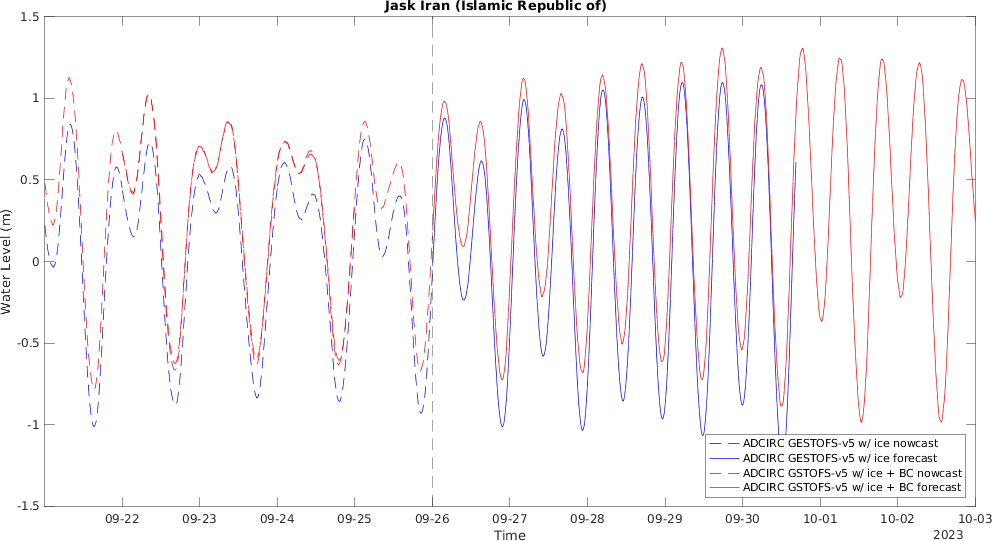 Jask Iran (Islamic Republic of)
1.5
1
0.5
0
-0.5
-1
-1.5
Water Level (m)
ADCIRC GESTOFS-v5 w/ ice nowcast
ADCIRC GESTOFS-v5 w/ ice forecast
ADCIRC GSTOFS-v5 w/ ice + BC nowcast
ADCIRC GSTOFS-v5 w/ ice + BC forecast
09-22 09-23 09-24 09-25 09-26 09-27 09-28 09-29 09-30 10-01 10-02 10-03
Time
2023